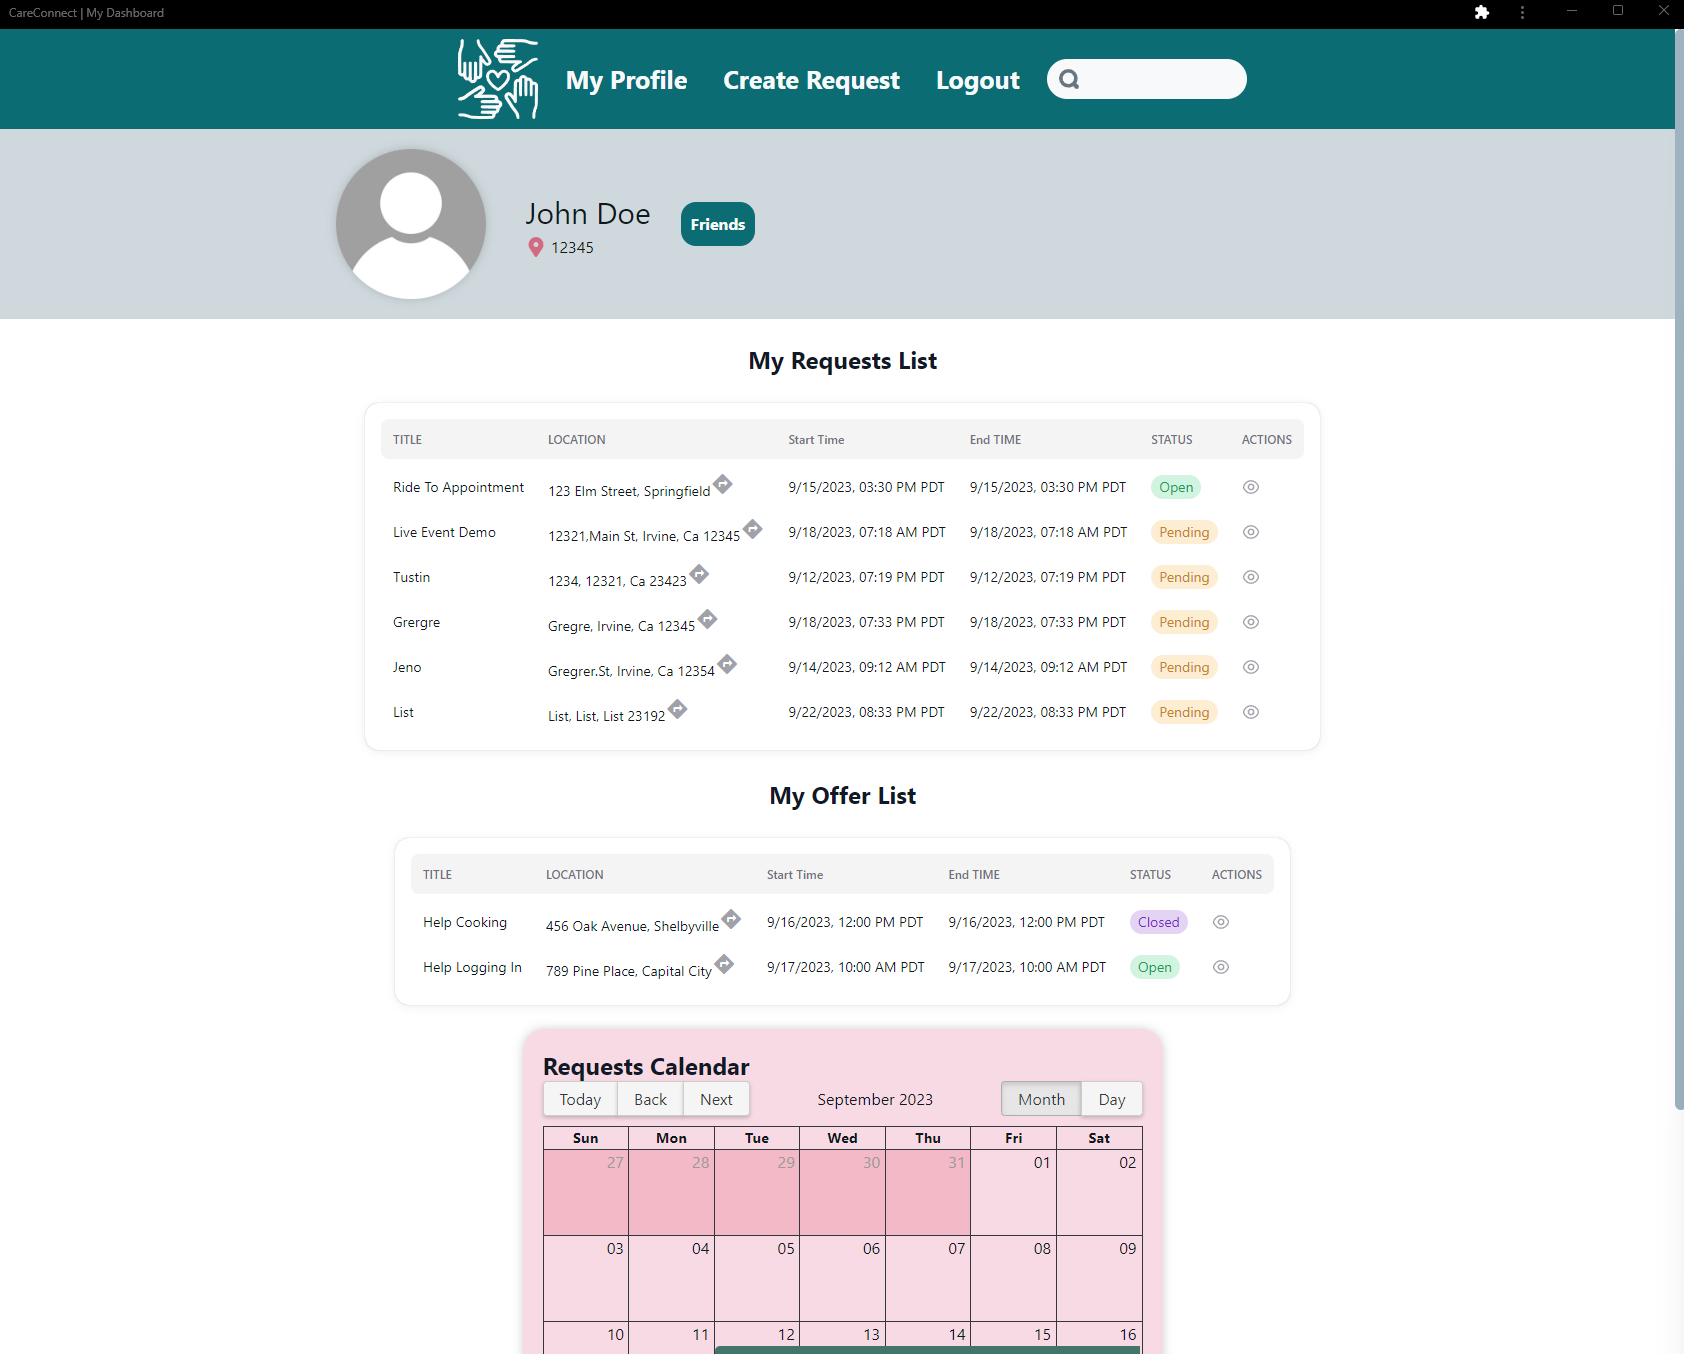 CareConnect | My Dashboard
My Profile Create Request Logout
John Doe
12345
Friends
My Requests List
TITLE LOCATION Start Time End TIME STATUS ACTIONS
Ride To Appointment 123 Elm Street, Springfield 9/15/2023, 03:30 PM PDT 9/15/2023, 03:30 PM PDT Open
Live Event Demo 12321,Main St, Irvine, Ca 12345 9/18/2023, 07:18 AM PDT 9/18/2023, 07:18 AM PDT Pending
Tustin 1234, 12321, Ca 23423 9/12/2023, 07:19 PM PDT 9/12/2023, 07:19 PM PDT Pending
Grergre Gregre, Irvine, Ca 12345 9/18/2023, 07:33 PM PDT 9/18/2023, 07:33 PM PDT Pending
Jeno Gregrer.St, Irvine, Ca 12354 9/14/2023, 09:12 AM PDT 9/14/2023, 09:12 AM PDT Pending
List List, List, List 23192 9/22/2023, 08:33 PM PDT 9/22/2023, 08:33 PM PDT Pending
My Offer List
TITLE LOCATION Start Time End TIME STATUS ACTIONS
Help Cooking 456 Oak Avenue, Shelbyville 9/16/2023, 12:00 PM PDT 9/16/2023, 12:00 PM PDT Closed
Help Logging In 789 Pine Place, Capital City 9/17/2023, 10:00 AM PDT 9/17/2023, 10:00 AM PDT Open
Requests Calendar
Today Back Next September 2023 Month Day
Sun Mon Tue Wed Thu Fri Sat
27 28 29 30 31 01 02
03 04 05 06 07 08 09
10 11 12 13 14 15 16